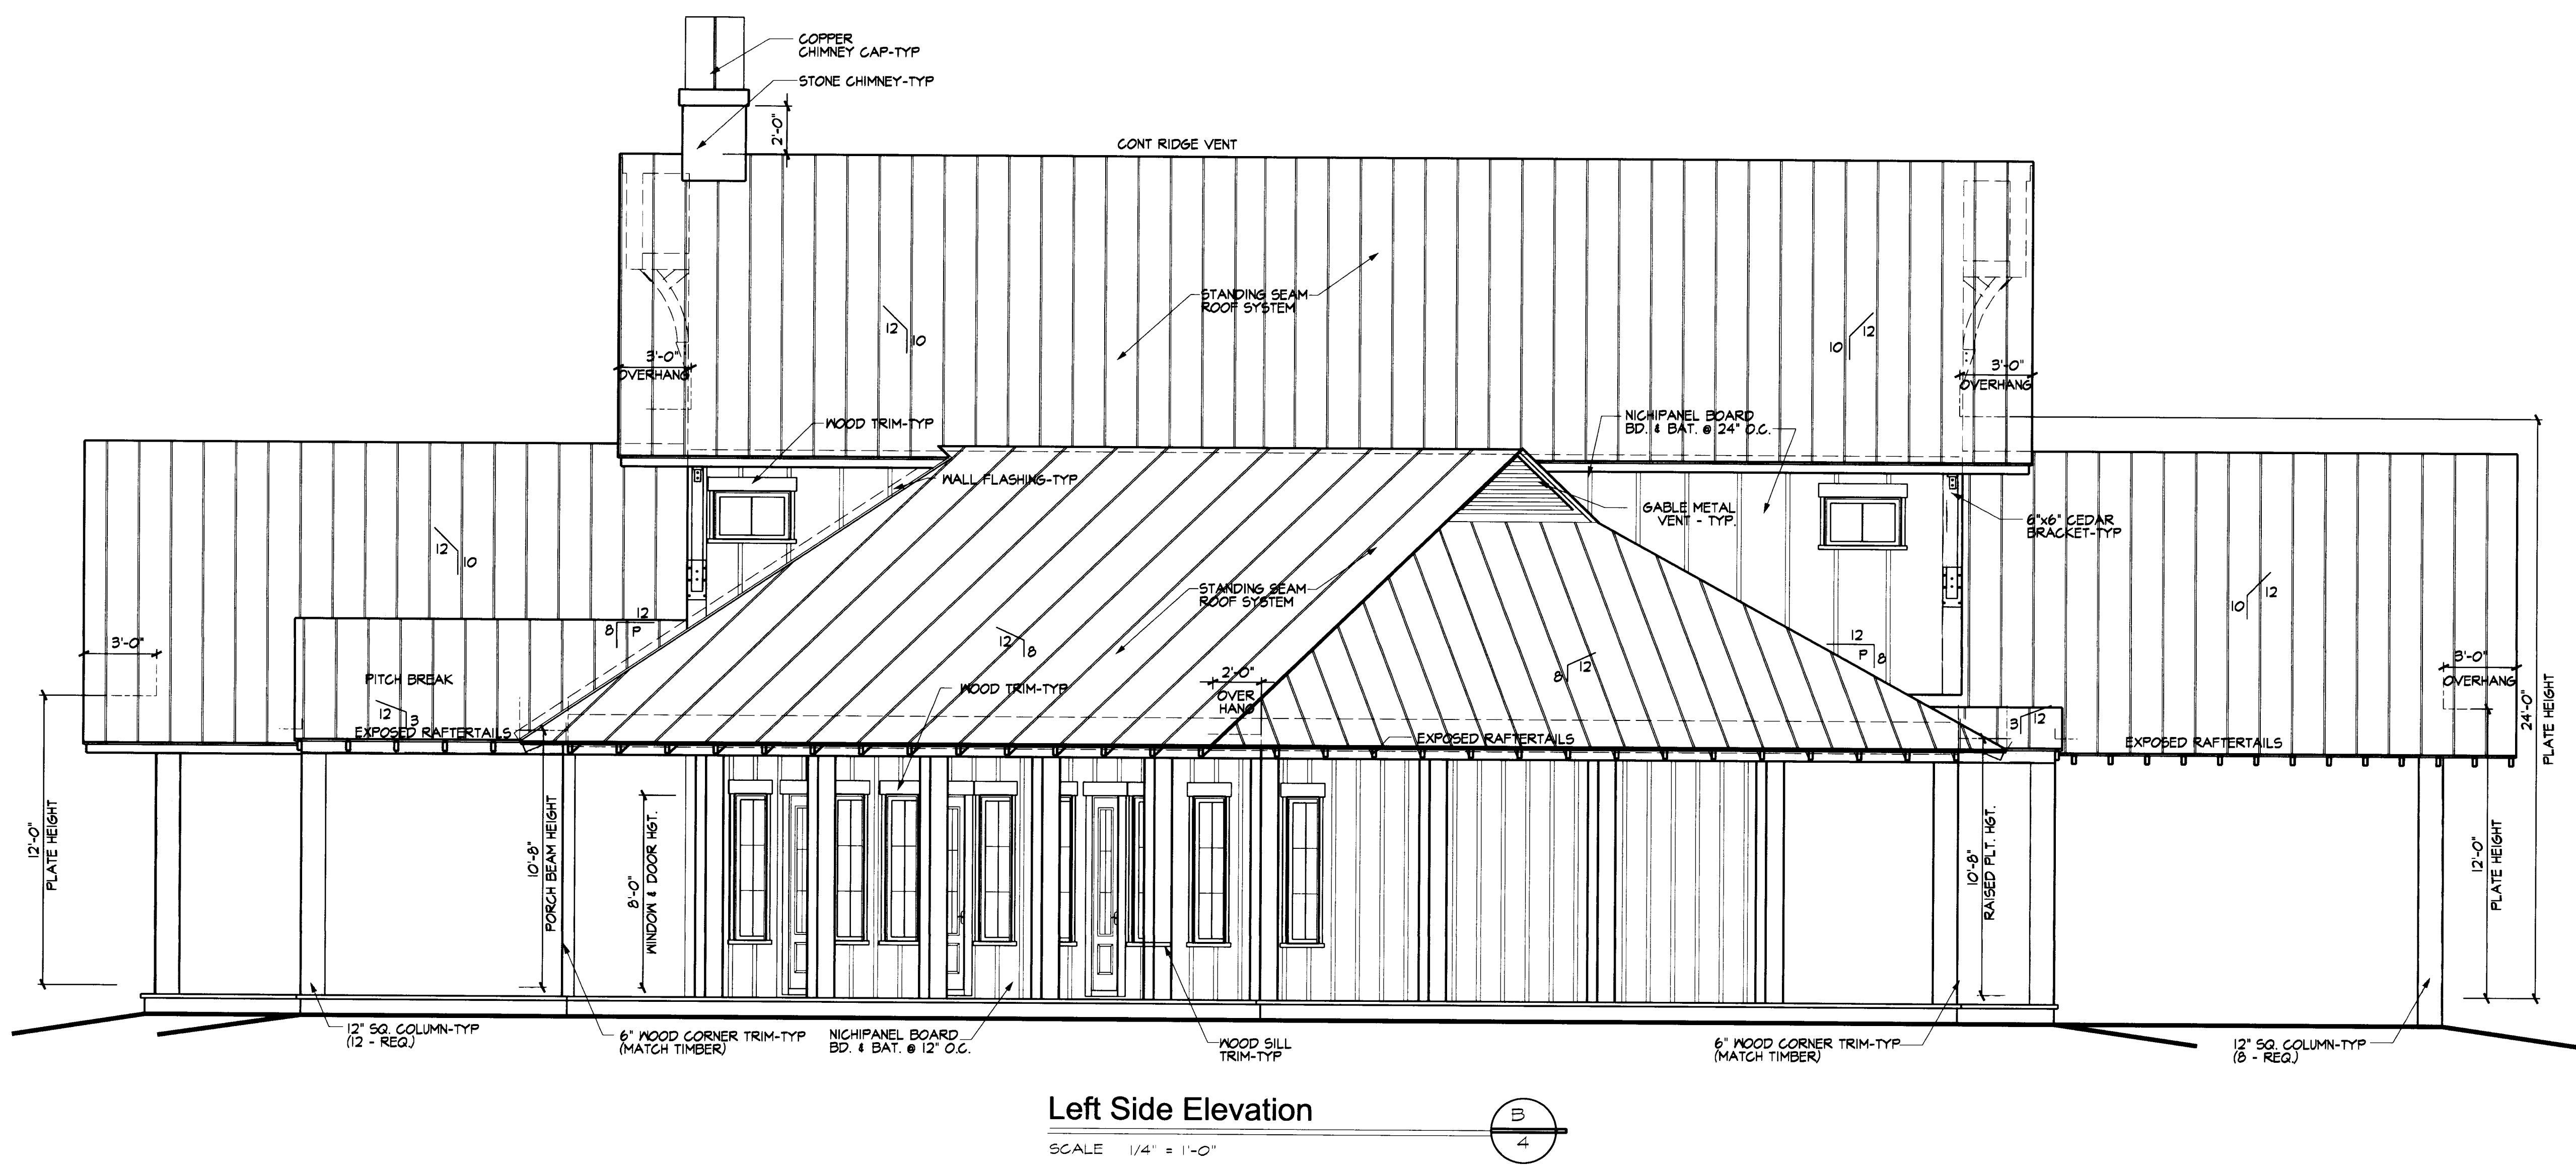 COPPER
CHIMNEY CAP-TYP
STONE CHIMNEY-TYP
2'-0"
CONT RIDGE VENT
STANDING SEAM
ROOF SYSTEM
12
10
12
10
3'-0"
OVERHANG
3'-0"
OVERHANG
WOOD TRIM-TYP
NICHIPANEL BOARD
BD. & BAT. @ 24" O.C.
WALL FLASHING-TYP
GABLE METAL
VENT - TYP.
6"x6" CEDAR
BRACKET-TYP
12
10
STANDING SEAM
ROOF SYSTEM
12
10
12
8
P
3'-0"
12
8
12
8
12
P
8
2'-0"
OVER
HANG
3'-0"
OVERHANG
PITCH BREAK
WOOD TRIM-TYP
12
3
EXPOSED RAFTERTAILS
EXPOSED RAFTERTAILS
3
12
EXPOSED RAFTERTAILS
24'-0"
PLATE HEIGHT
12'-0"
PLATE HEIGHT
10'-8"
PORCH BEAM HEIGHT
8'-0"
WINDOW & DOOR HGT.
10'-8"
RAISED PLT. HGT.
12'-0"
PLATE HEIGHT
12" SQ. COLUMN-TYP
(12 - REQ.)
6" WOOD CORNER TRIM-TYP
(MATCH TIMBER)
NICHIPANEL BOARD
BD. & BAT. @ 12" O.C.
WOOD SILL
TRIM-TYP
6" WOOD CORNER TRIM-TYP
(MATCH TIMBER)
12" SQ. COLUMN-TYP
(8 - REQ.)
Left Side Elevation
B
4
SCALE 1/4" = 1'-0"